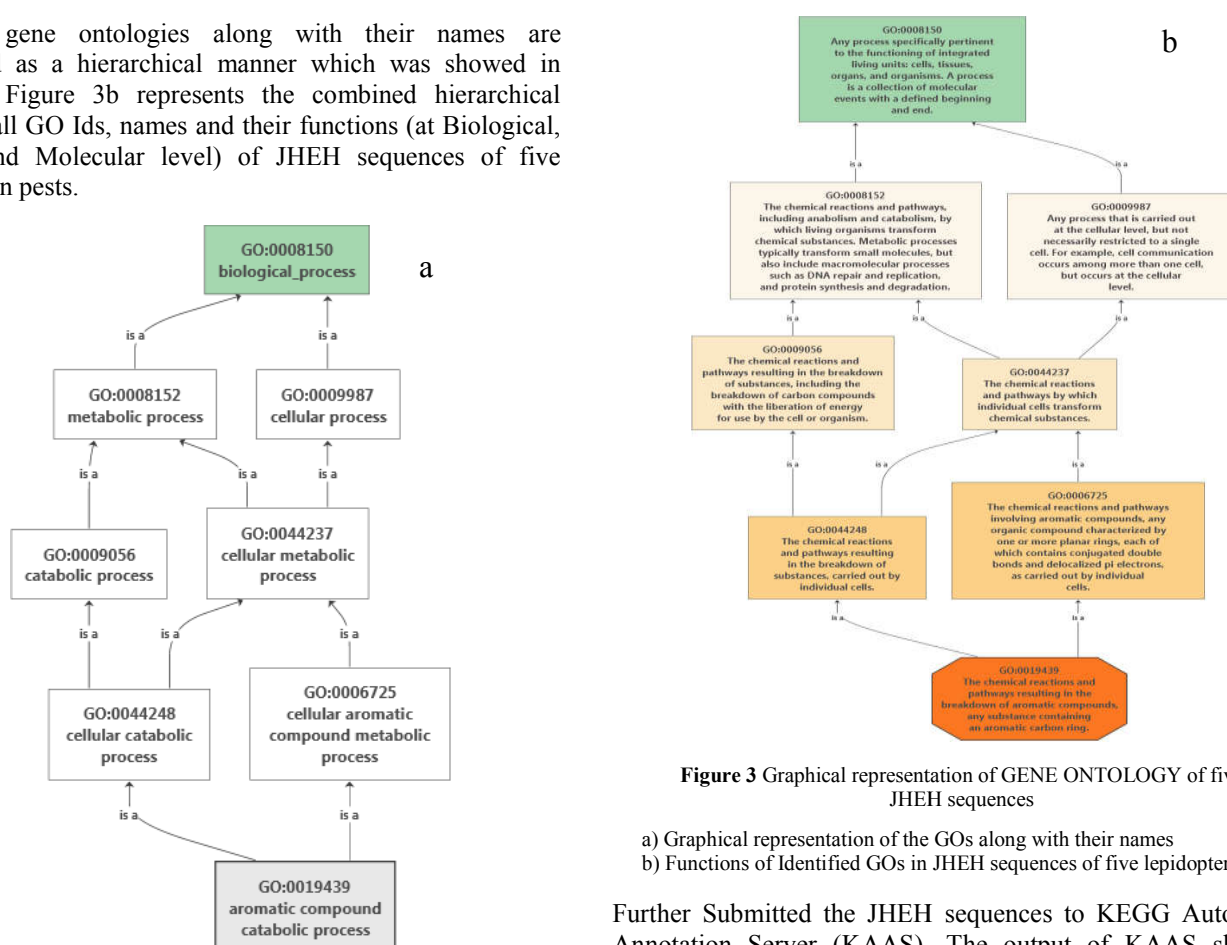 gene ontologies along with their names are
as a hierarchical manner which was showed in
Figure 3b represents the combined hierarchical
all GO Ids, names and their functions (at Biological,
nd Molecular level) of JHEH sequences of five
n pests.
a
GO:0008150
biological_process
is a
is a
GO:0008152
metabolic process
GO:0009987
cellular process
is a
is a
is a
GO:0009056
catabolic process
GO:0044237
cellular metabolic
process
is a
is a
is a
GO:0044248
cellular catabolic
process
GO:0006725
cellular aromatic
compound metabolic
process
is a
is a
GO:0019439
aromatic compound
catabolic process
b
GO:0008150
Any process specifically pertinent
to the functioning of integrated
living units: cells, tissues,
organs, and organisms. A process
is a collection of molecular
events with a defined beginning
and end.
is a
is a
GO:0008152
The chemical reactions and pathways,
including anabolism and catabolism, by
which living organisms transform
chemical substances. Metabolic processes
typically transform small molecules, but
also include macromolecular processes
such as DNA repair and replication,
and protein synthesis and degradation.
GO:0009987
Any process that is carried out
at the cellular level, but not
necessarily restricted to a single
cell. For example, cell communication
occurs among more than one cell,
but occurs at the cellular
level.
is a
is a
is a
GO:0009056
The chemical reactions and
pathways resulting in the breakdown
of substances, including the
breakdown of carbon compounds
with the liberation of energy
for use by the cell or organism.
GO:0044237
The chemical reactions
and pathways by which
individual cells transform
chemical substances.
is a
is a
is a
GO:0044248
The chemical reactions
and pathways resulting
in the breakdown of
substances, carried out by
individual cells.
GO:0006725
The chemical reactions and pathways
involving aromatic compounds, any
organic compound characterized by
one or more planar rings, each of
which contains conjugated double
bonds and delocalized pi electrons,
as carried out by individual
cells.
is a
is a
GO:0019439
The chemical reactions and
pathways resulting in the
breakdown of aromatic compounds,
any substance containing
an aromatic carbon ring.
Figure 3 Graphical representation of GENE ONTOLOGY of fiv
JHEH sequences
a) Graphical representation of the GOs along with their names
b) Functions of Identified GOs in JHEH sequences of five lepidopter
Further Submitted the JHEH sequences to KEGG Auto
Annotation Server (KAAS). The output of KAAS